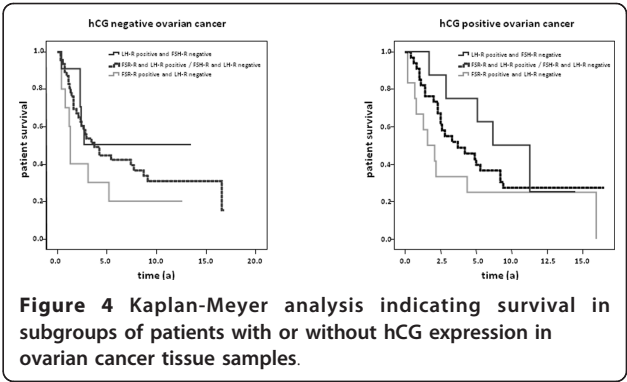 hCG negative ovarian cancer
LH-R positive and FSH-R negative
FSR-R and LH-R positive / FSH-R and LH-R negative
FSR-R positive and LH-R negative
patient survival
1.0
0.8
0.6
0.4
0.2
0.0
0.0 5.0 10.0 15.0 20.0
time (a)
hCG positive ovarian cancer
LH-R positive and FSH-R negative
FSR-R and LH-R positive / FSH-R and LH-R negative
FSR-R positive and LH-R negative
patient survival
1.0
0.8
0.6
0.4
0.2
0.0
0.0 2.5 5.0 7.5 10.0 12.5 15.0
time (a)
Figure 4 Kaplan-Meyer analysis indicating survival in
subgroups of patients with or without hCG expression in
ovarian cancer tissue samples.